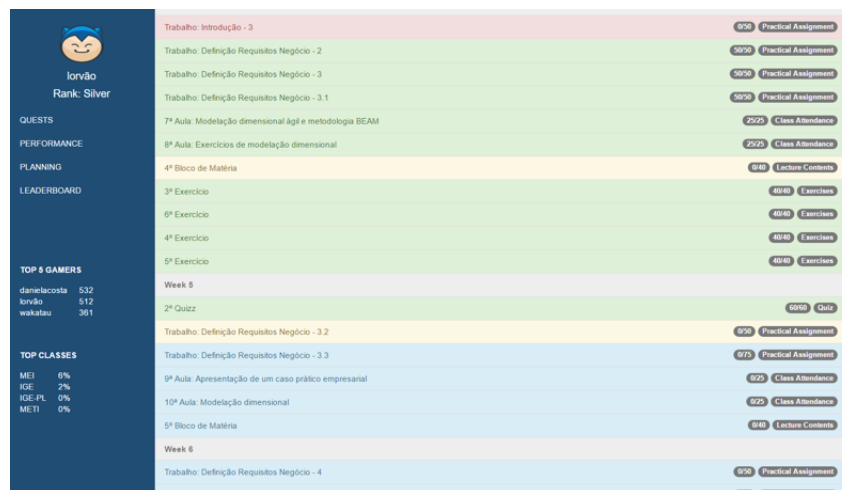 lorvão
Rank: Silver
QUESTS
PERFORMANCE
PLANNING
LEADERBOARD
TOP 5 GAMERS
danielacosta 532
lorvão 512
wakatau 361
TOP CLASSES
MEI 6%
IGE 2%
IGE-PL 0%
METI 0%
Trabalho: Introdução - 3 0/50 Practical Assignment
Trabalho: Definição Requisitos Negócio - 2 50/50 Practical Assignment
Trabalho: Definição Requisitos Negócio - 3 50/50 Practical Assignment
Trabalho: Definição Requisitos Negócio - 3.1 50/50 Practical Assignment
7ª Aula: Modelação dimensional ágil e metodologia BEAM 25/25 Class Attendance
8ª Aula: Exercícios de modelação dimensional 25/25 Class Attendance
4º Bloco de Matéria 0/40 Lecture Contents
3º Exercício 40/40 Exercises
6º Exercício 40/40 Exercises
4º Exercício 40/40 Exercises
5º Exercício 40/40 Exercises
Week 5
2º Quizz 60/60 Quiz
Trabalho: Definição Requisitos Negócio - 3.2 0/50 Practical Assignment
Trabalho: Definição Requisitos Negócio - 3.3 0/75 Practical Assignment
9ª Aula: Apresentação de um caso prático empresarial 0/25 Class Attendance
10ª Aula: Modelação dimensional 0/25 Class Attendance
5º Bloco de Matéria 0/40 Lecture Contents
Week 6
Trabalho: Definição Requisitos Negócio - 4 0/50 Practical Assignment